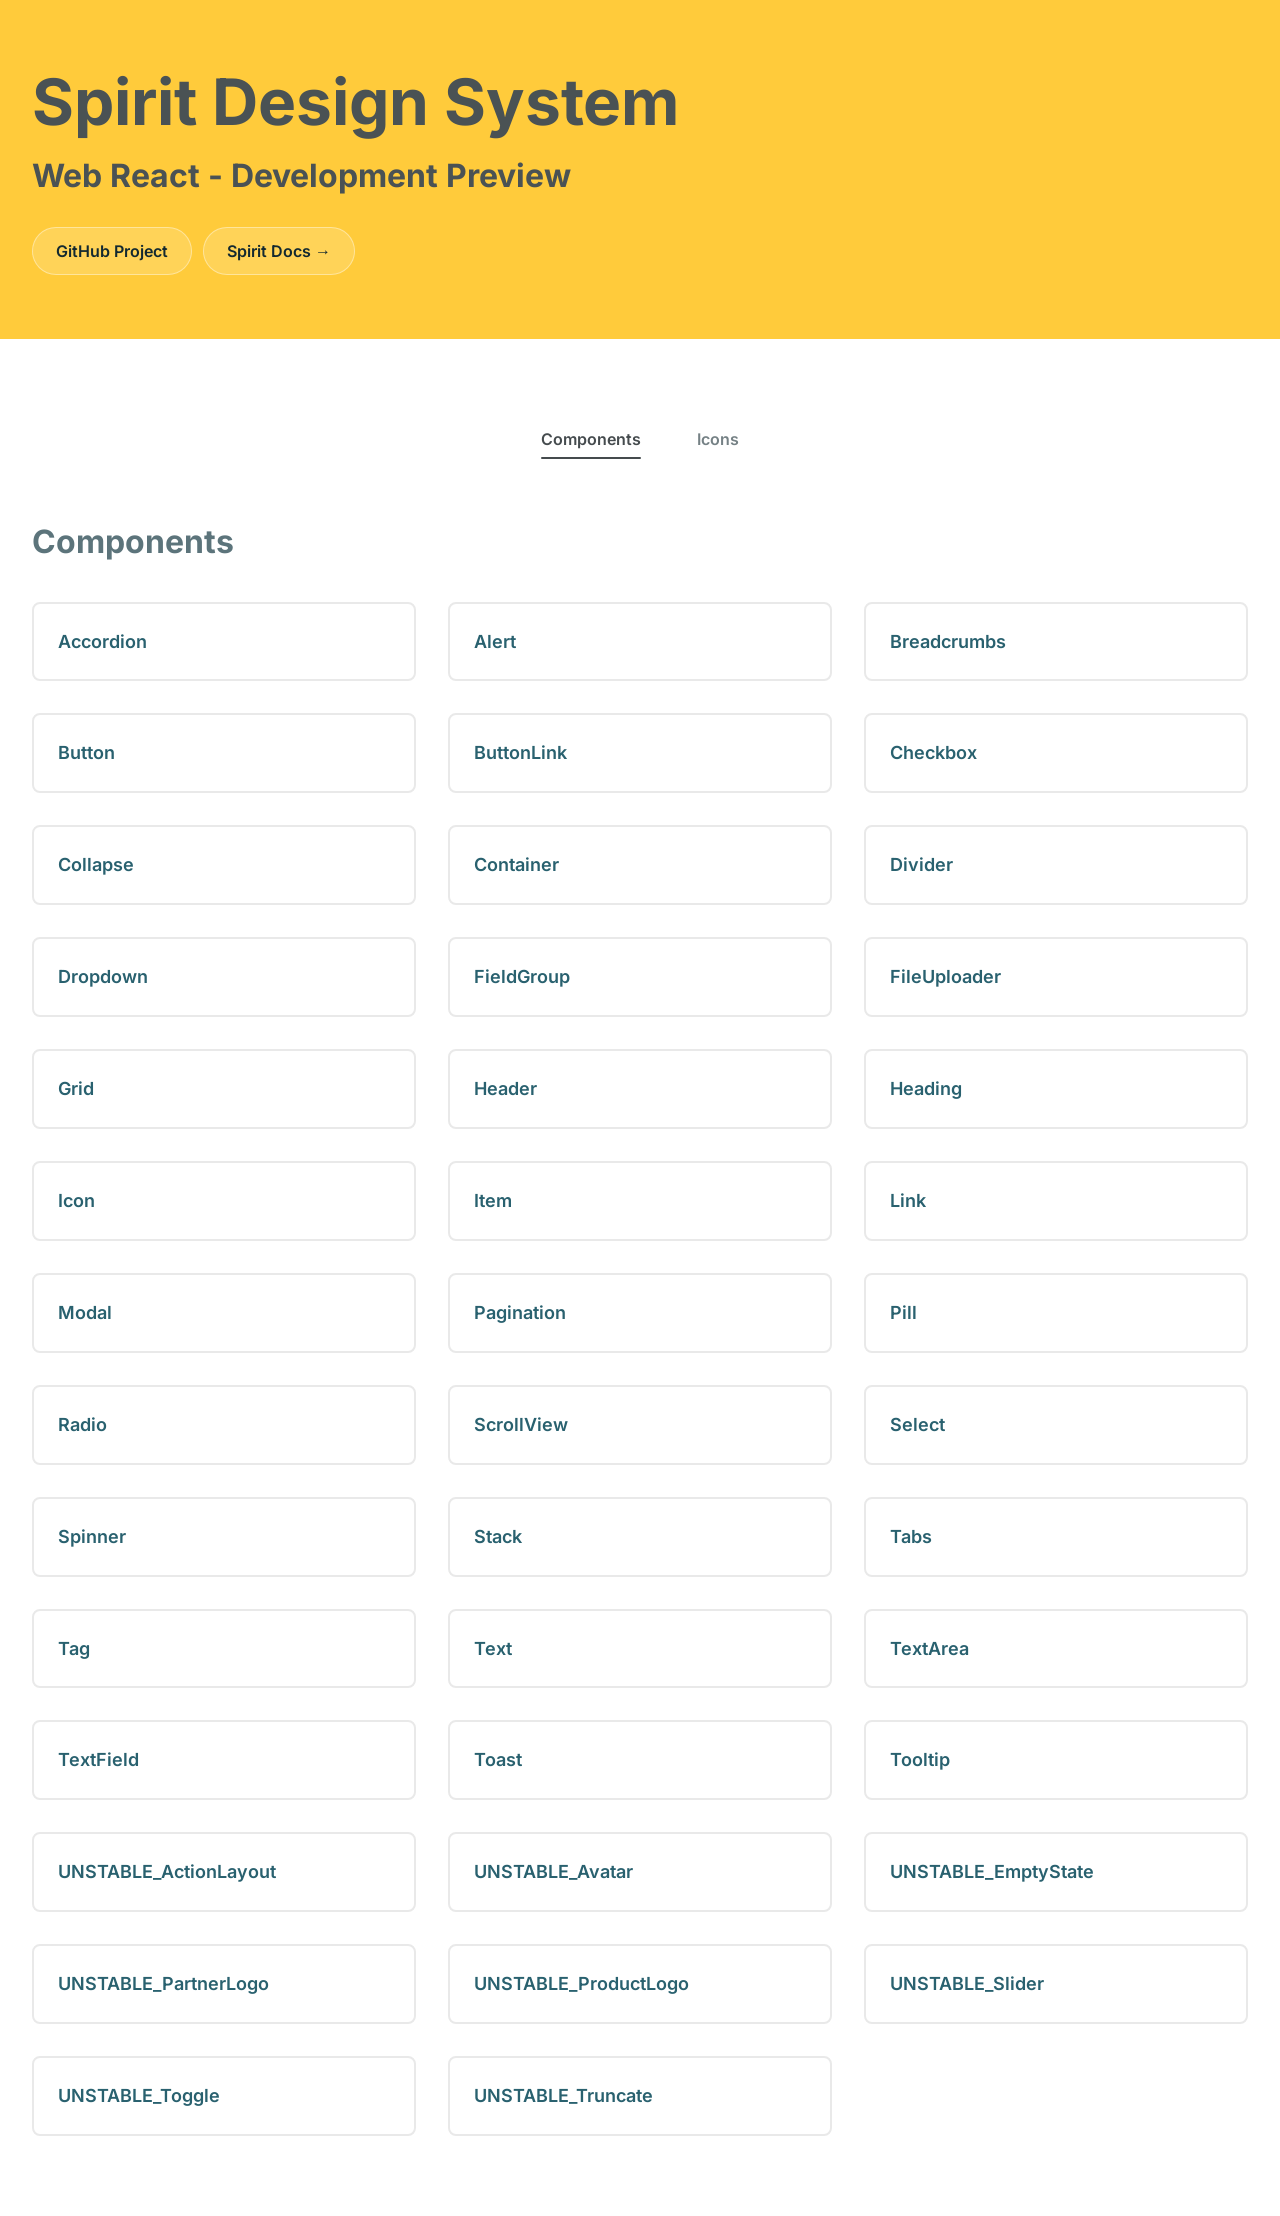 Spirit Design System
Web React - Development Preview
GitHub Project
Spirit Docs →
Components
Icons
Components
Accordion
Alert
Breadcrumbs
Button
ButtonLink
Checkbox
Collapse
Container
Divider
Dropdown
FieldGroup
FileUploader
Grid
Header
Heading
Icon
Item
Link
Modal
Pagination
Pill
Radio
ScrollView
Select
Spinner
Stack
Tabs
Tag
Text
TextArea
TextField
Toast
Tooltip
UNSTABLE_ActionLayout
UNSTABLE_Avatar
UNSTABLE_EmptyState
UNSTABLE_PartnerLogo
UNSTABLE_ProductLogo
UNSTABLE_Slider
UNSTABLE_Toggle
UNSTABLE_Truncate